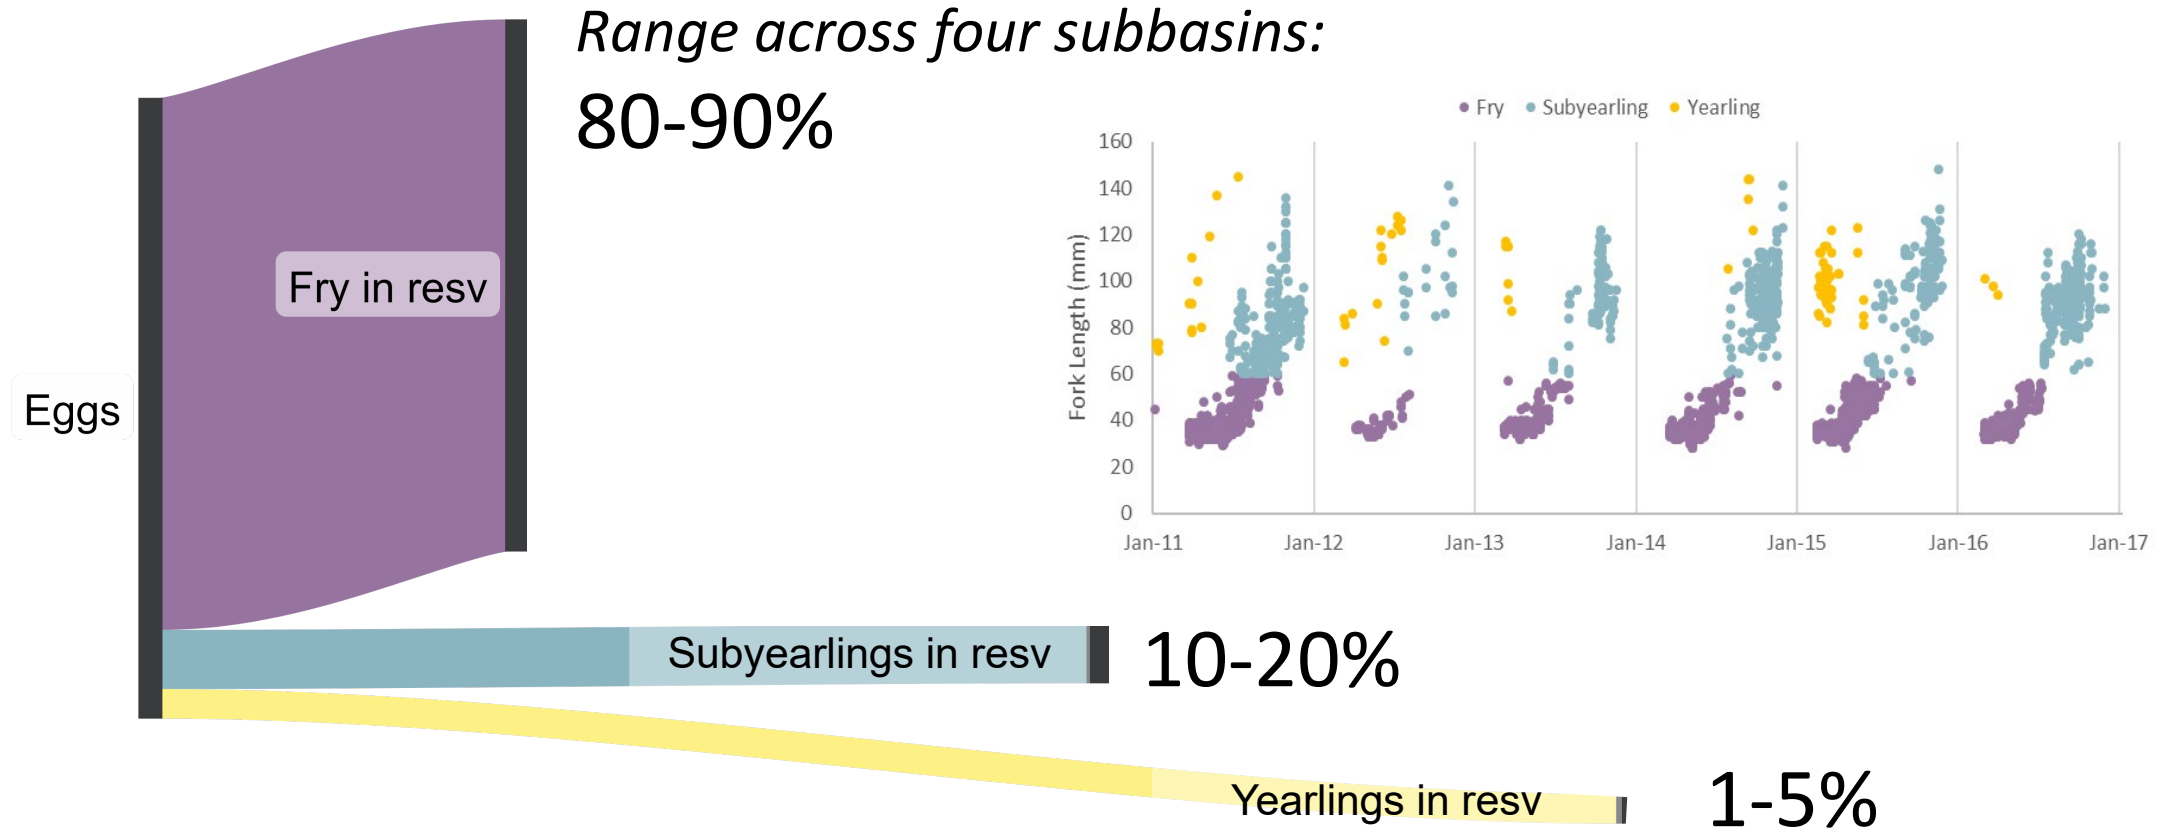 Range across four subbasins:
80-90%
Fry in resv
Eggs
Subyearlings in resv
10-20%
Yearlings in resv
1-5%
Fry Subyearling Yearling
Fork Length (mm)
160
140
120
100
80
60
40
20
0
Jan-11 Jan-12 Jan-13 Jan-14 Jan-15 Jan-16 Jan-17